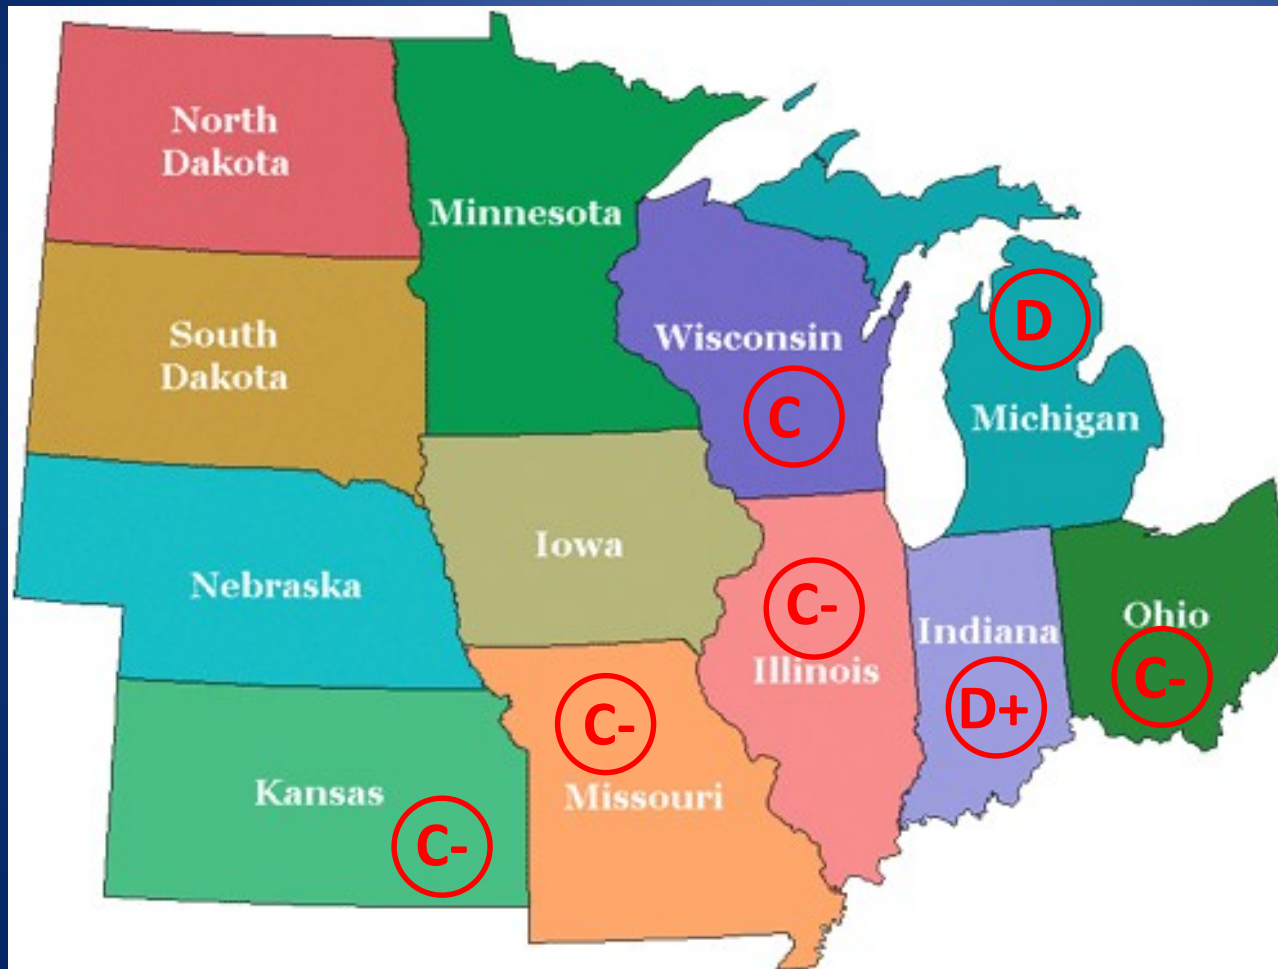 North
Dakota
Minnesota
South
Dakota
Wisconsin
C
D
Michigan
Nebraska
Iowa
C-
Illinois
Indiana
D+
Ohio
C-
Kansas
C-
C-
Missouri